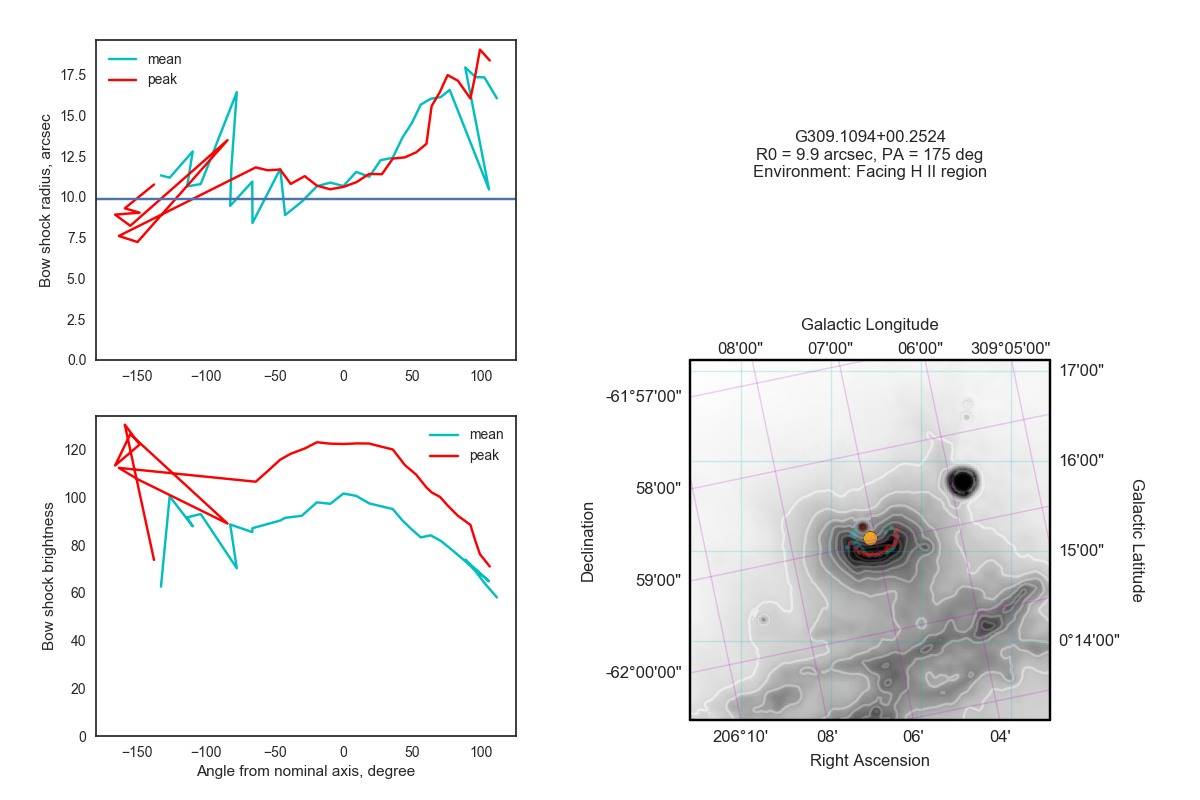 mean
peak
17.5
15.0
12.5
10.0
7.5
5.0
2.5
0.0
Bow shock radius, arcsec
−150 −100 −50 0 50 100
G309.1094+00.2524
R0 = 9.9 arcsec, PA = 175 deg
Environment: Facing H II region
mean
peak
120
100
80
60
40
20
0
Bow shock brightness
−150 −100 −50 0 50 100
Angle from nominal axis, degree
Galactic Longitude
08'00" 07'00" 06'00" 309°05'00"
-61°57'00"
58'00"
59'00"
-62°00'00"
Declination
17'00"
16'00"
15'00"
0°14'00"
Galactic Latitude
206°10' 08' 06' 04'
Right Ascension